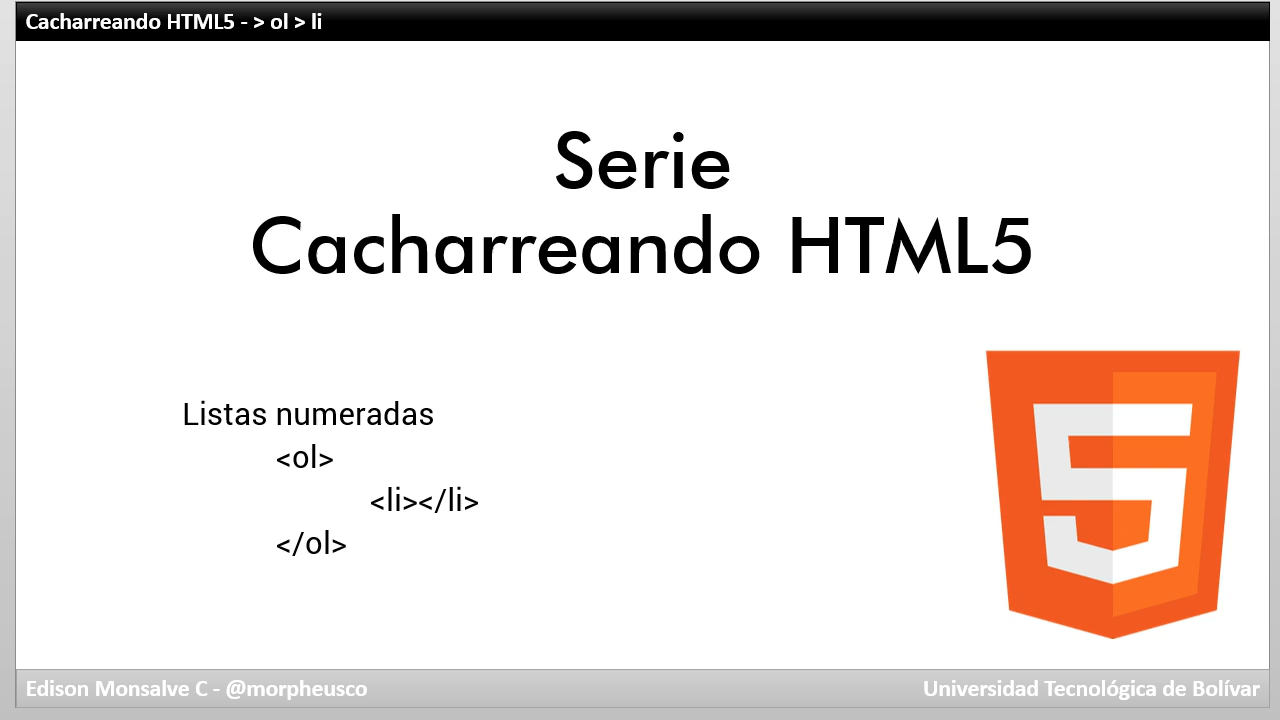 Cacharreando HTML5 - > ol > li
Serie
Cacharreando HTML5
Listas numeradas
<ol>
<li></li>
</ol>
Edison Monsalve C - @morpheusco
Universidad Tecnológica de Bolívar